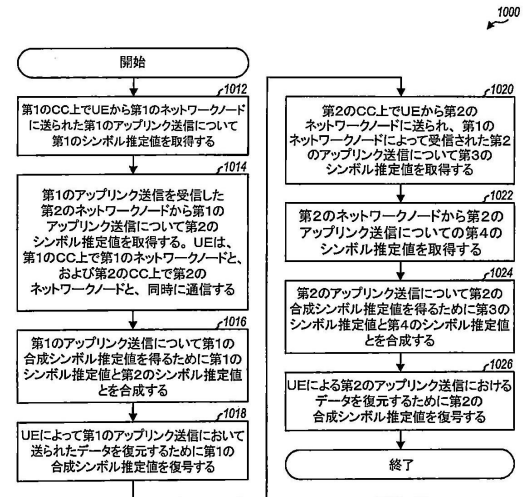 1000
開始
1012
第1のCC上でUEから第1のネットワークノード
に送られた第1のアップリンク送信について
第1のシンボル推定値を取得する
1014
第1のアップリンク送信を受信した
第2のネットワークノードから第1の
アップリンク送信について第2の
シンボル推定値を取得する。UEは、
第1のCC上で第1のネットワークノードと、
および第2のCC上で第2の
ネットワークノードと、同時に通信する
1016
第1のアップリンク送信について第1の
合成シンボル推定値を得るために第1の
シンボル推定値と第2のシンボル推定値
とを合成する
1018
UEによって第1のアップリンク送信において
送られたデータを復元するために第1の
合成シンボル推定値を復号する
1020
第2のCC上でUEから第2の
ネットワークノードに送られ、第1の
ネットワークノードによって受信された第2
のアップリンク送信について第3の
シンボル推定値を取得する
1022
第2のネットワークノードから第2の
アップリンク送信についての第4の
シンボル推定値を取得する
1024
第2のアップリンク送信について第2の
合成シンボル推定値を得るために第3の
シンボル推定値と第4のシンボル推定値
とを合成する
1026
UEによる第2のアップリンク送信における
データを復元するために第2の
合成シンボル推定値を復号する
終了